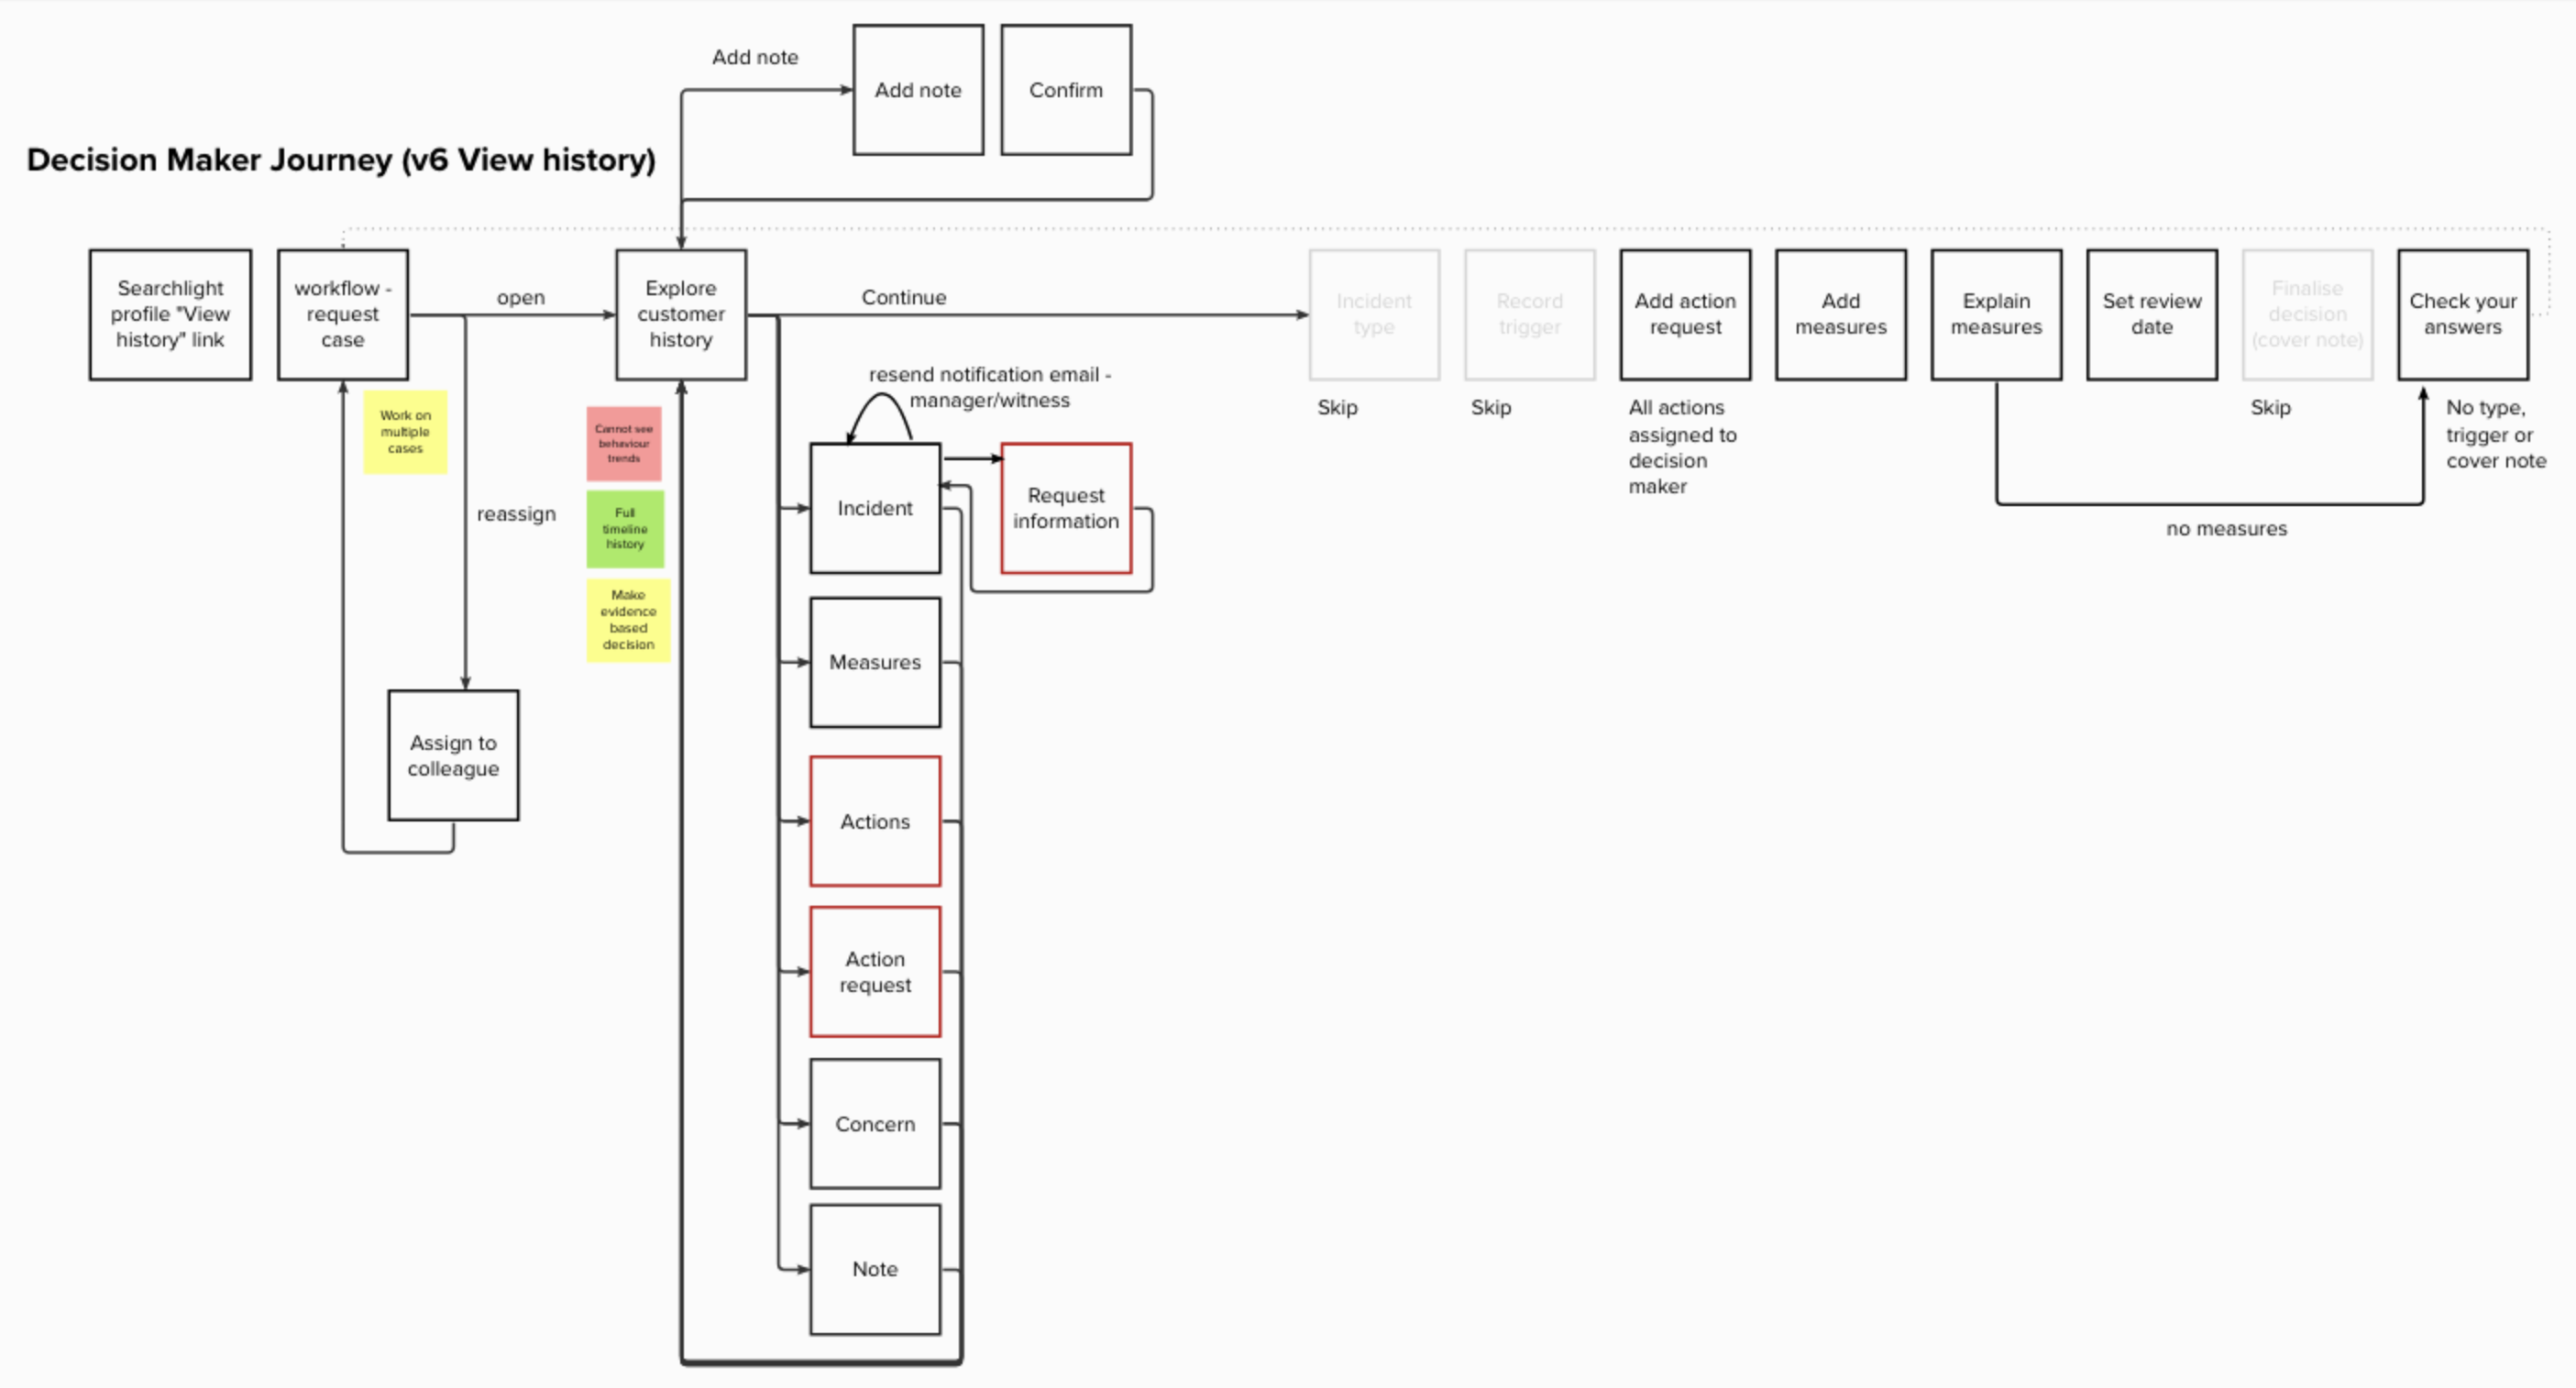 Add note
Add note
Confirm
Decision Maker Journey (v6 View history)
Searchlight
profile "View
history" link
workflow -
request
case
open
Explore
customer
history
Continue
Incident
type
Record
trigger
Add action
request
Add
measures
Explain
measures
Set review
date
Finalise
decision
(cover note)
Check your
answers
Skip
Skip
All actions
assigned to
decision
maker
Skip
No type,
trigger or
cover note
no measures
Work on
multiple
cases
reassign
Assign to
colleague
Cannot see
behaviour
trends
Full
timeline
history
Make
evidence
based
decision
resend notification email -
manager/witness
Incident
Request
information
Measures
Actions
Action
request
Concern
Note